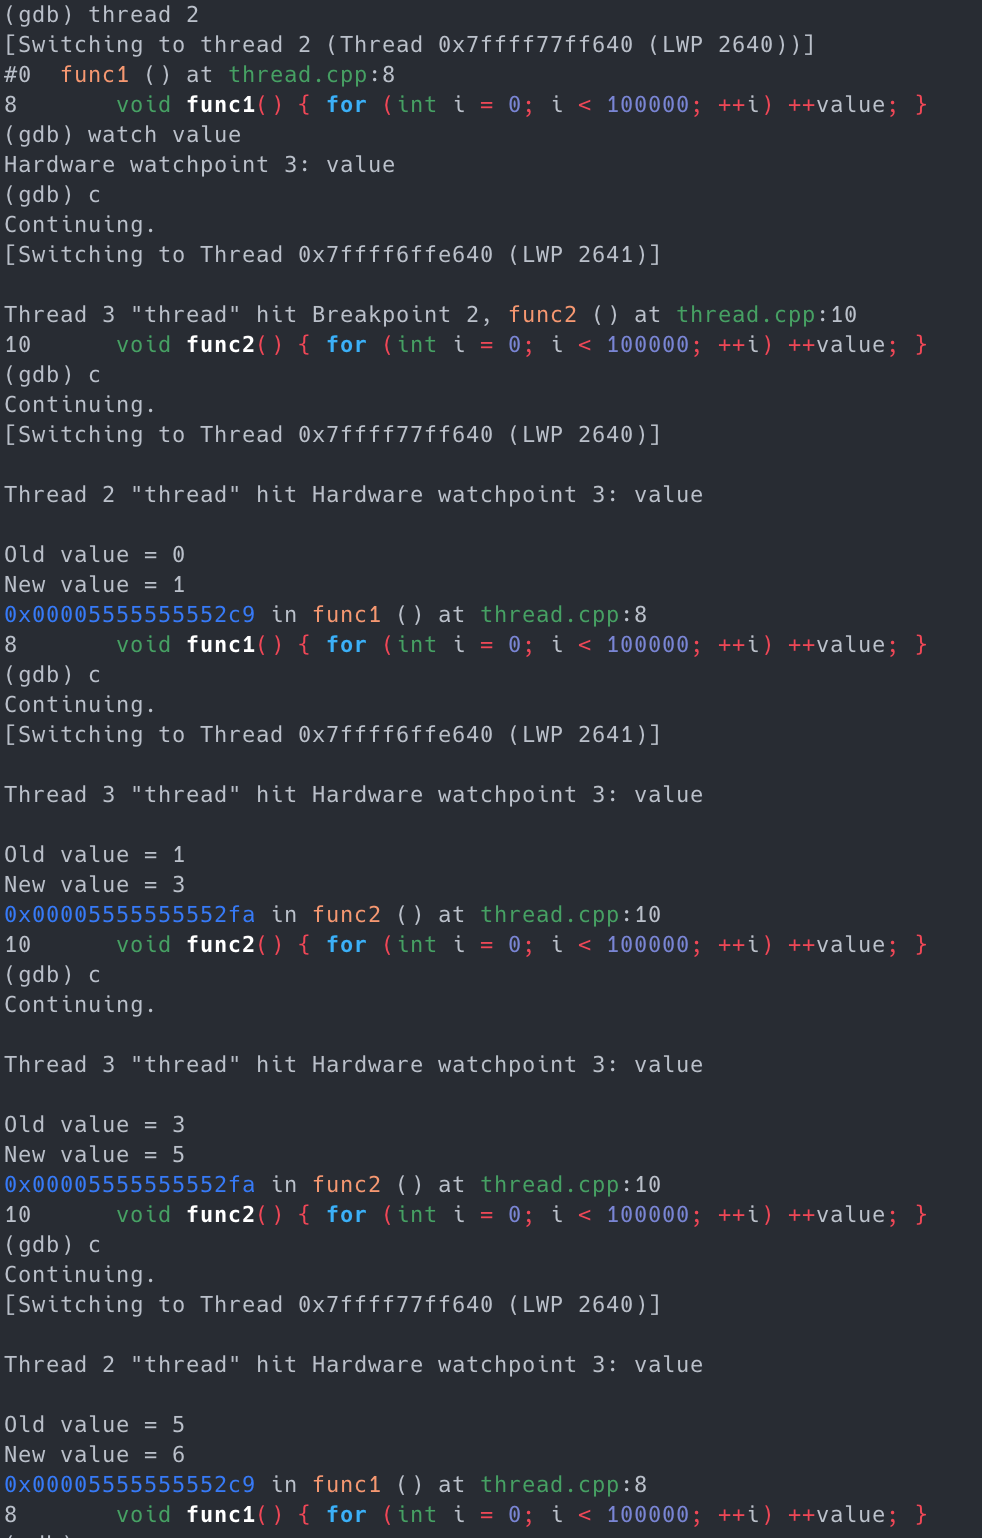 (gdb) thread 2
[Switching to thread 2 (Thread 0x7ffff77ff640 (LWP 2640))]
#0  func1 () at thread.cpp:8
8       void func1() { for (int i = 0; i < 100000; ++i) ++value; }
(gdb) watch value
Hardware watchpoint 3: value
(gdb) c
Continuing.
[Switching to Thread 0x7ffff6ffe640 (LWP 2641)]
Thread 3 "thread" hit Breakpoint 2, func2 () at thread.cpp:10
10      void func2() { for (int i = 0; i < 100000; ++i) ++value; }
(gdb) c
Continuing.
[Switching to Thread 0x7ffff77ff640 (LWP 2640)]
Thread 2 "thread" hit Hardware watchpoint 3: value
Old value = 0
New value = 1
0x00005555555552c9 in func1 () at thread.cpp:8
8       void func1() { for (int i = 0; i < 100000; ++i) ++value; }
(gdb) c
Continuing.
[Switching to Thread 0x7ffff6ffe640 (LWP 2641)]
Thread 3 "thread" hit Hardware watchpoint 3: value
Old value = 1
New value = 3
0x00005555555552fa in func2 () at thread.cpp:10
10      void func2() { for (int i = 0; i < 100000; ++i) ++value; }
(gdb) c
Continuing.
Thread 3 "thread" hit Hardware watchpoint 3: value
Old value = 3
New value = 5
0x00005555555552fa in func2 () at thread.cpp:10
10      void func2() { for (int i = 0; i < 100000; ++i) ++value; }
(gdb) c
Continuing.
[Switching to Thread 0x7ffff77ff640 (LWP 2640)]
Thread 2 "thread" hit Hardware watchpoint 3: value
Old value = 5
New value = 6
0x00005555555552c9 in func1 () at thread.cpp:8
8       void func1() { for (int i = 0; i < 100000; ++i) ++value; }